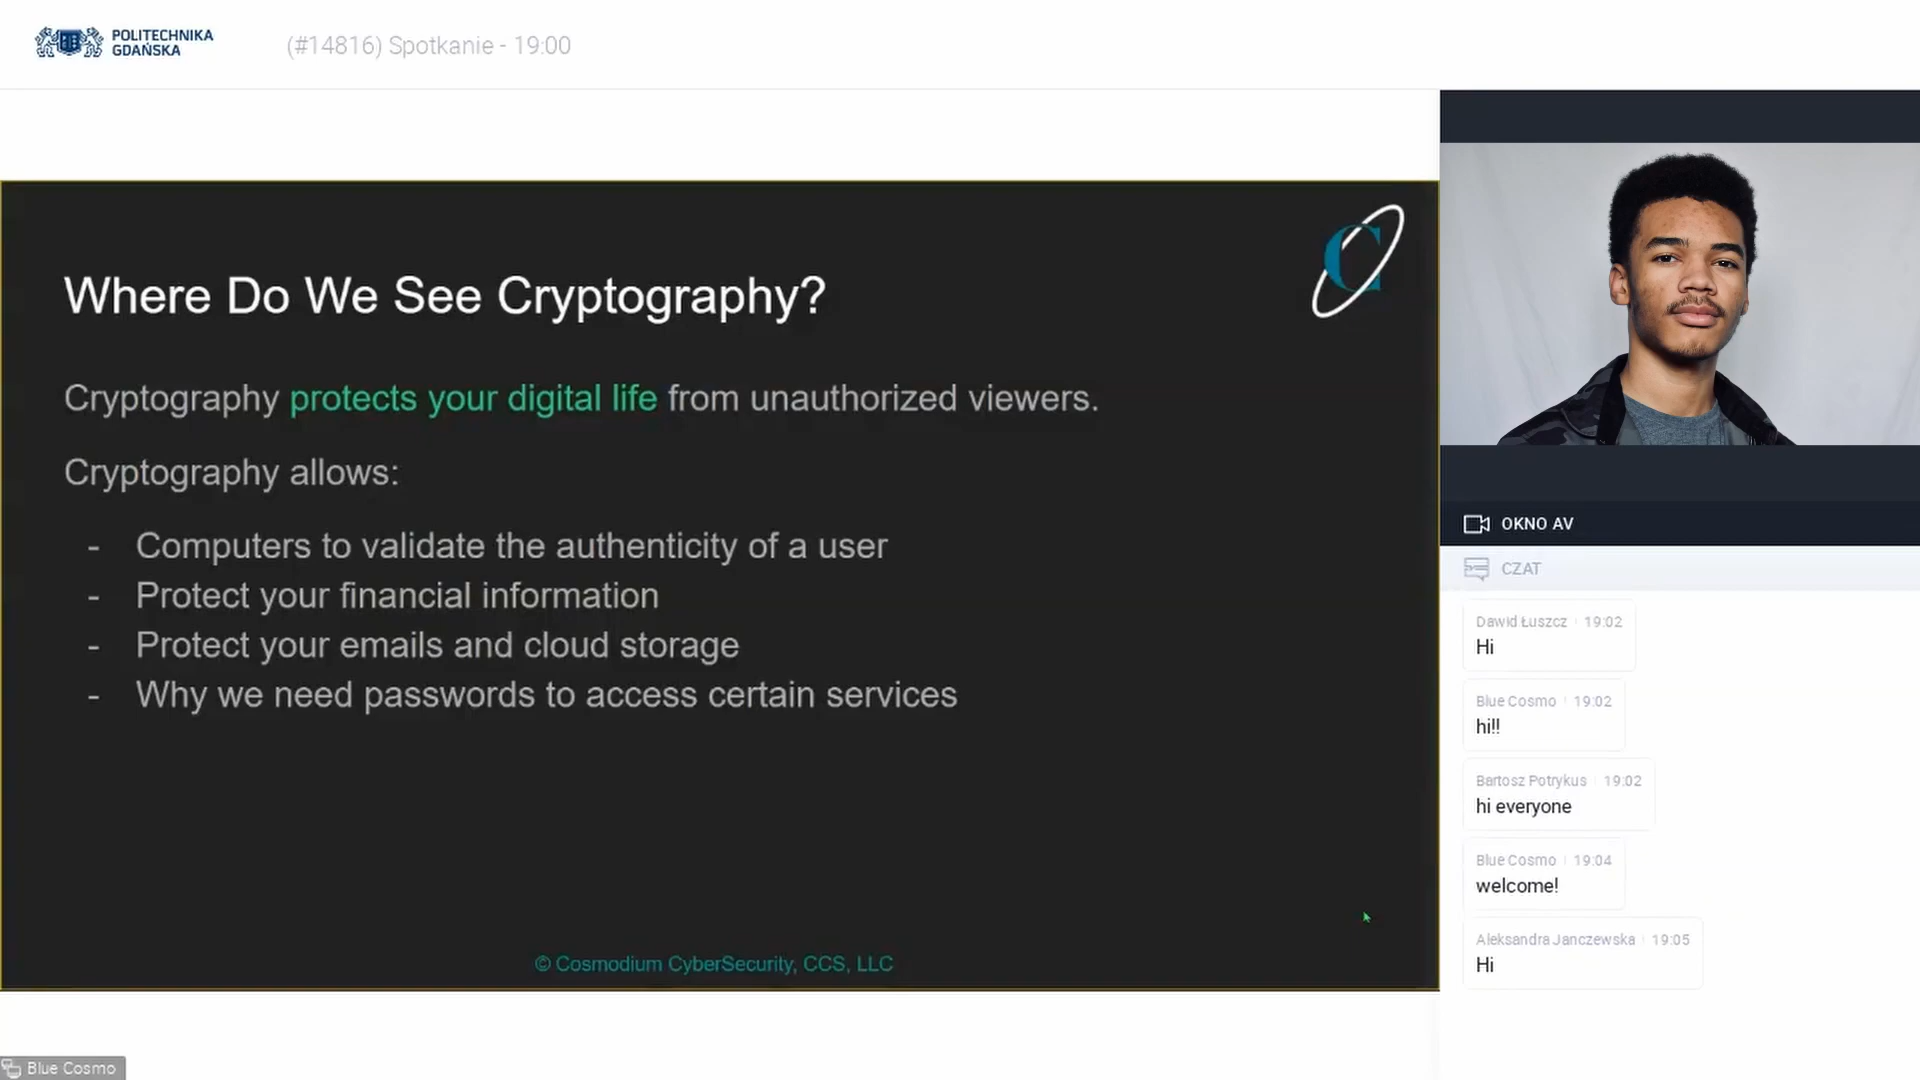 POLITECHNIKA
GDAŃSKA
(#14816) Spotkanie - 19:00
Where Do We See Cryptography?
C
Cryptography protects your digital life from unauthorized viewers.
Cryptography allows:
- Computers to validate the authenticity of a user
- Protect your financial information
- Protect your emails and cloud storage
- Why we need passwords to access certain services
© Cosmodium CyberSecurity, CCS, LLC
Blue Cosmo
OKNO AV
CZAT
Dawid Łuszcz 19:02
Hi
Blue Cosmo 19:02
hi!!
Bartosz Potrykus 19:02
hi everyone
Blue Cosmo 19:04
welcome!
Aleksandra Janczewska 19:05
Hi